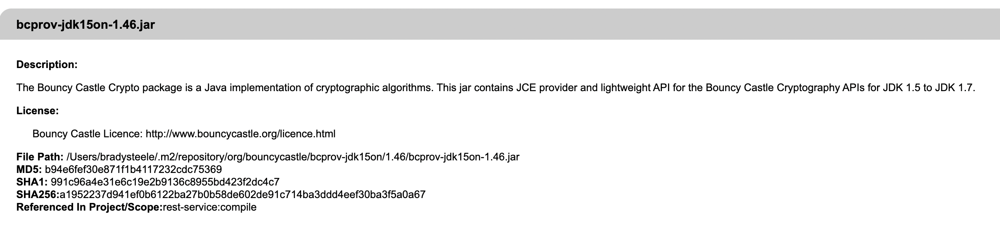 bcprov-jdk15on-1.46.jar
Description:
The Bouncy Castle Crypto package is a Java implementation of cryptographic algorithms. This jar contains JCE provider and lightweight API for the Bouncy Castle Cryptography APIs for JDK 1.5 to JDK 1.7.
License:
Bouncy Castle Licence: http://www.bouncycastle.org/licence.html
File Path: /Users/bradysteele/.m2/repository/org/bouncycastle/bcprov-jdk15on/1.46/bcprov-jdk15on-1.46.jar
MD5: b94e6fef30e871f1b4117232cdc75369
SHA1: 991c96a4e31e6c19e2b9136c8955bd423f2dc4c7
SHA256:a1952237d941ef0b6122ba27b0b58de602de91c714ba3ddd4eef30ba3f5a0a67
Referenced In Project/Scope:rest-service:compile